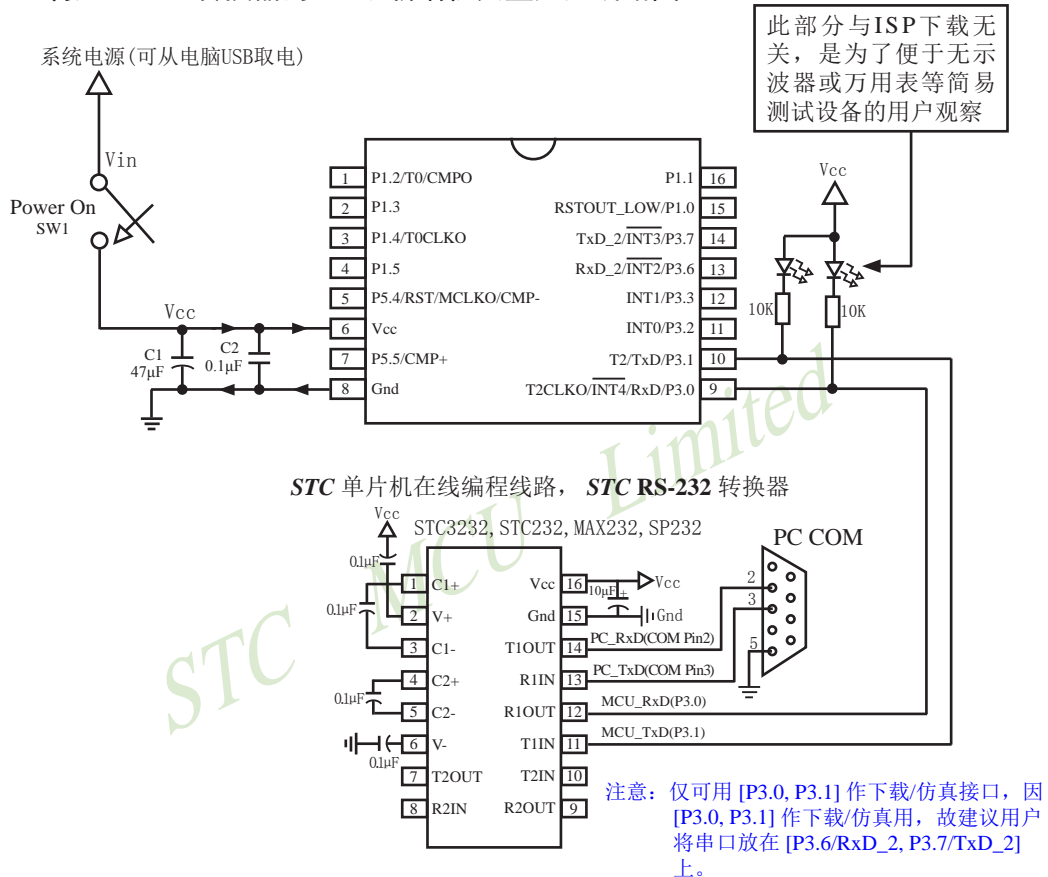 此部分与ISP下载无
关，是为了便于无示
波器或万用表等简易
测试设备的用户观察
系统电源(可从电脑USB取电)
Vin
Power On
SW1
Vcc
C1
47μF
C2
0.1μF
1 P1.2/T0/CMPO
2 P1.3
3 P1.4/T0CLKO
4 P1.5
5 P5.4/RST/MCLKO/CMP-
6 Vcc
7 P5.5/CMP+
8 Gnd
P1.1 16
RSTOUT_LOW/P1.0 15
TxD_2/INT3/P3.7 14
RxD_2/INT2/P3.6 13
INT1/P3.3 12
INT0/P3.2 11
T2/TxD/P3.1 10
T2CLKO/INT4/RxD/P3.0 9
Vcc
10K
10K
STC MCU Limited
STC 单片机在线编程线路， STC RS-232 转换器
STC3232,STC232,MAX232,SP232
Vcc
0.1μF
0.1μF
0.1μF
0.1μF
1 C1+
2 V+
3 C1-
4 C2+
5 C2-
6 V-
7 T2OUT
8 R2IN
Vcc 16
Gnd 15
T1OUT 14
R1IN 13
R1OUT 12
T1IN 11
T2IN 10
R2OUT 9
10μF +
Vcc
Gnd
PC_RxD(COM Pin2)
PC_TxD(COM Pin3)
MCU_RxD(P3.0)
MCU_TxD(P3.1)
PC COM
2
3
5
注意：仅可用 [P3.0, P3.1] 作下载/仿真接口，因
[P3.0, P3.1] 作下载/仿真用，故建议用户
将串口放在 [P3.6/RxD_2, P3.7/TxD_2]
上。